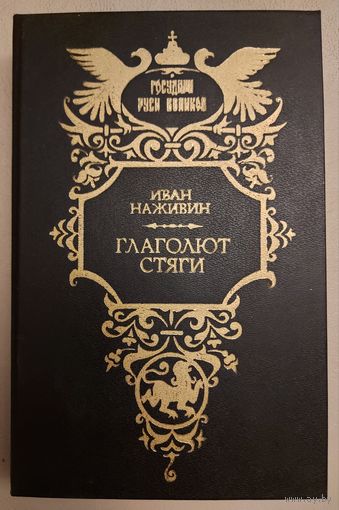 ГОСУДАРИ
РУСИ ВЕЛИКОЙ
ИВАН
НАЖИВИН
ГЛАГОЛЮТ
СТЯГИ